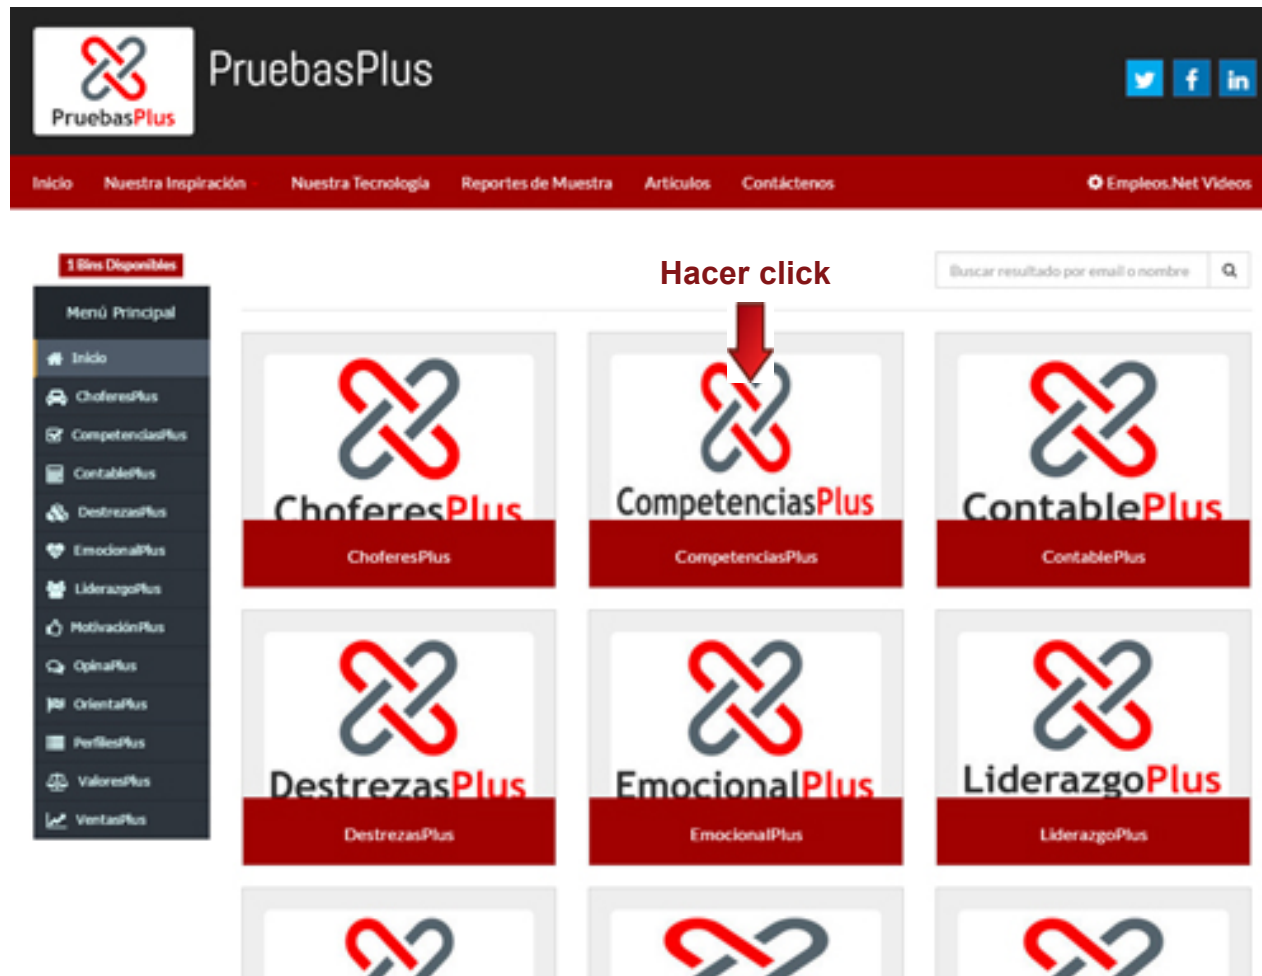 PruebasPlus
PruebasPlus
Inicio Nuestra Inspiración Nuestra Tecnología Reportes de Muestra Artículos Contáctenos Empleos.Net Videos
1 Bins Disponibles
Hacer click
Buscar resultado por email o nombre
Menú Principal
Inicio
ChoferesPlus
CompetenciasPlus
ContablePlus
DestrezasPlus
EmocionalPlus
LiderazgoPlus
MotivaciónPlus
OpinaPlus
OrientaPlus
PerfilesPlus
ValoresPlus
VentasPlus
ChoferesPlus CompetenciasPlus ContablePlus
ChoferesPlus CompetenciasPlus ContablePlus
DestrezasPlus EmocionalPlus LiderazgoPlus
DestrezasPlus EmocionalPlus LiderazgoPlus